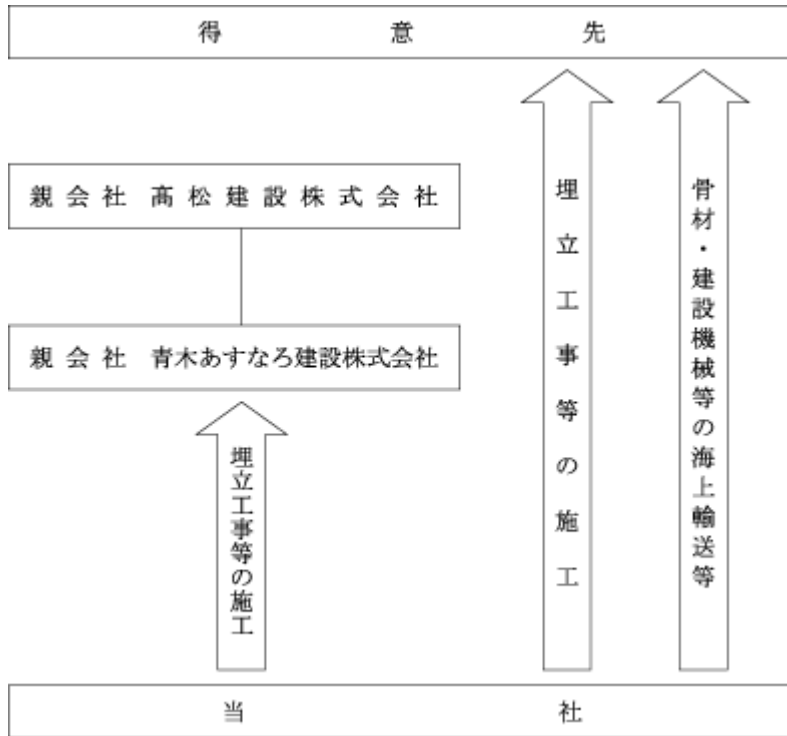 得意先
親会社 髙松建設株式会社
親会社 青木あすなろ建設株式会社
埋立工事等の施工
埋立工事等の施工
骨材・建設機械等の海上輸送等
当社